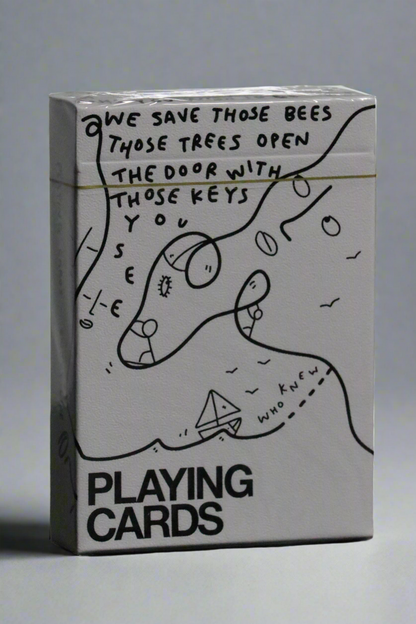 WE SAVE THOSE BEES
THOSE TREES OPEN
THE DOOR WITH
THOSE KEYS
YOU
SEE
WHO KNEW
PLAYING
CARDS